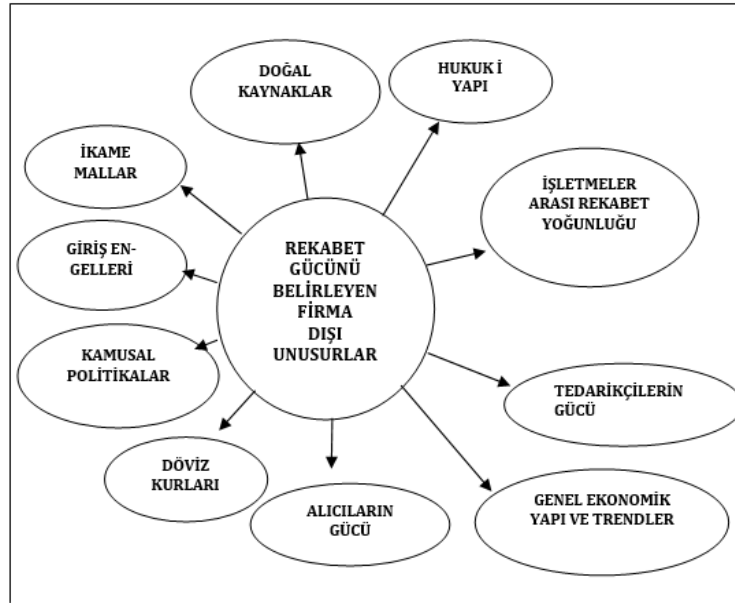 DOĞAL
KAYNAKLAR
HUKUK İ
YAPI
İKAME
MALLAR
İŞLETMELER
ARASI REKABET
YOĞUNLUĞU
GİRİŞ EN-
GELLERİ
REKABET
GÜCÜNÜ
BELİRLEYEN
FİRMA
DIŞI
UNUSURLAR
KAMUSAL
POLİTİKALAR
TEDARİKÇİLERİN
GÜCÜ
DÖVİZ
KURLARI
ALICILARIN
GÜCÜ
GENEL EKONOMİK
YAPI VE TRENDLER